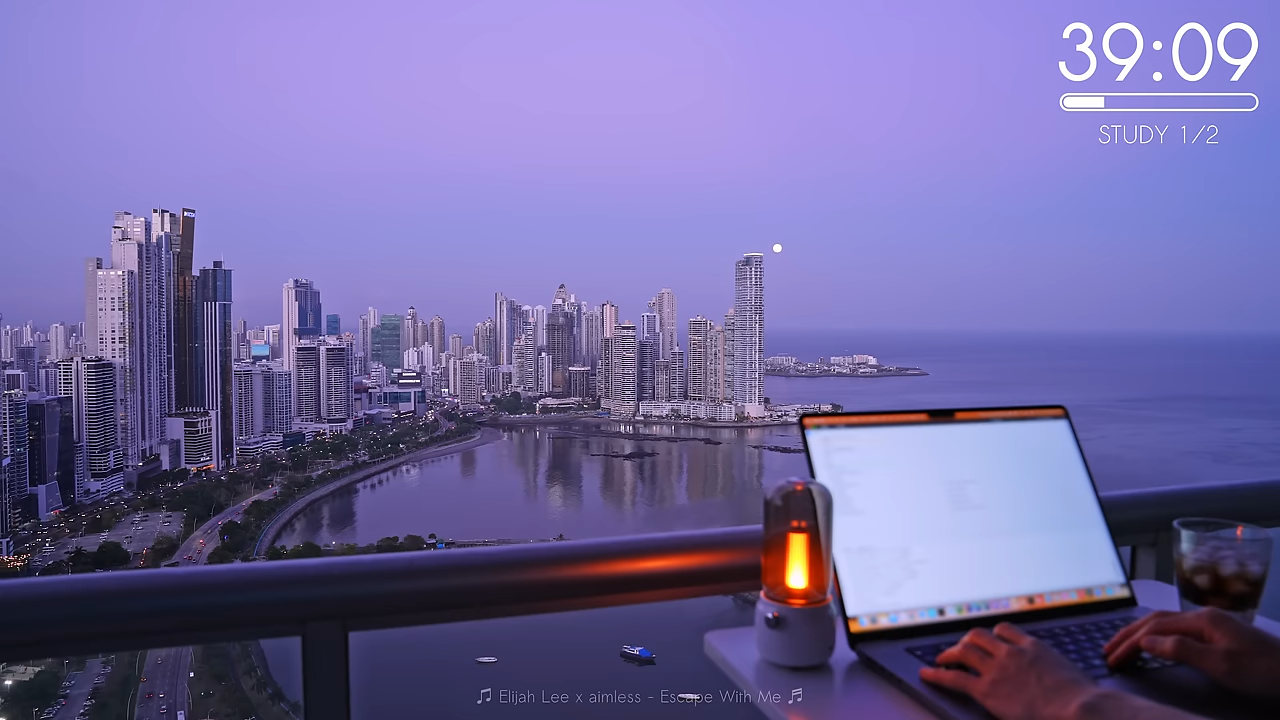 39:09
STUDY 1/2
♫ Elijah Lee x aimless - Escape With Me ♫